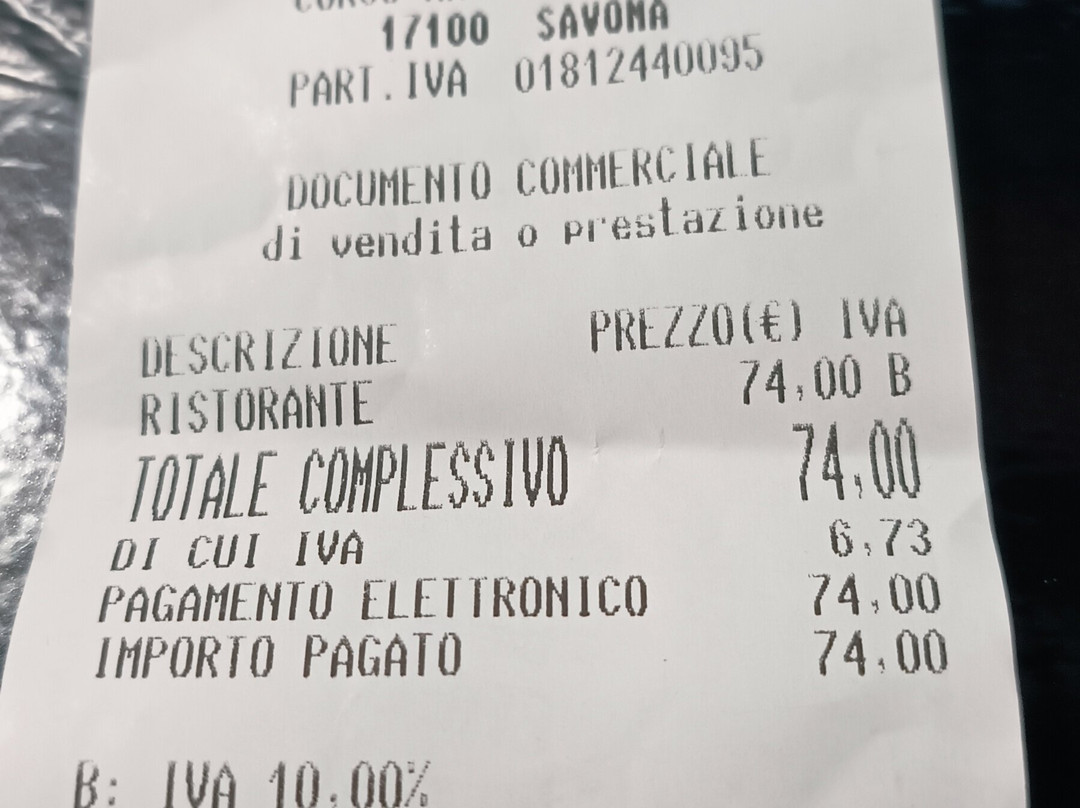 17100 SAVONA
PART.IVA 01812440095
DOCUMENTO COMMERCIALE
di vendita o prestazione
DESCRIZIONE PREZZO(€) IVA
RISTORANTE 74,00 B
TOTALE COMPLESSIVO 74,00
DI CUI IVA 6,73
PAGAMENTO ELETTRONICO 74,00
IMPORTO PAGATO 74,00
B: IVA 10,00%